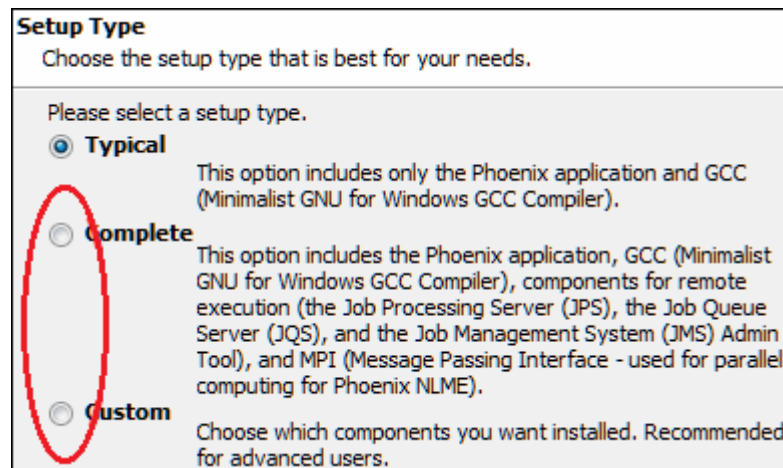 Setup Type
Choose the setup type that is best for your needs.
Please select a setup type.
Typical
This option includes only the Phoenix application and GCC
(Minimalist GNU for Windows GCC Compiler).
Complete
This option includes the Phoenix application, GCC (Minimalist
GNU for Windows GCC Compiler), components for remote
execution (the Job Processing Server (JPS), the Job Queue
Server (JQS), and the Job Management System (JMS) Admin
Tool), and MPI (Message Passing Interface - used for parallel
computing for Phoenix NLME).
Custom
Choose which components you want installed. Recommended
for advanced users.